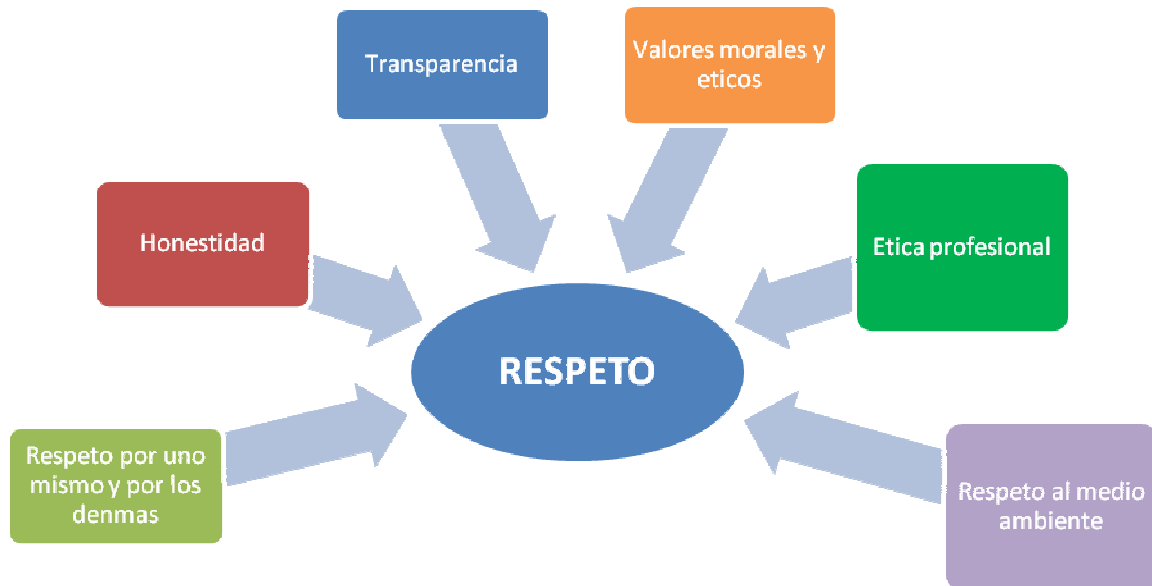 Transparencia
Valores morales y
eticos
Honestidad
Etica profesional
RESPETO
Respeto por uno
mismo y por los
denmas
Respeto al medio
ambiente